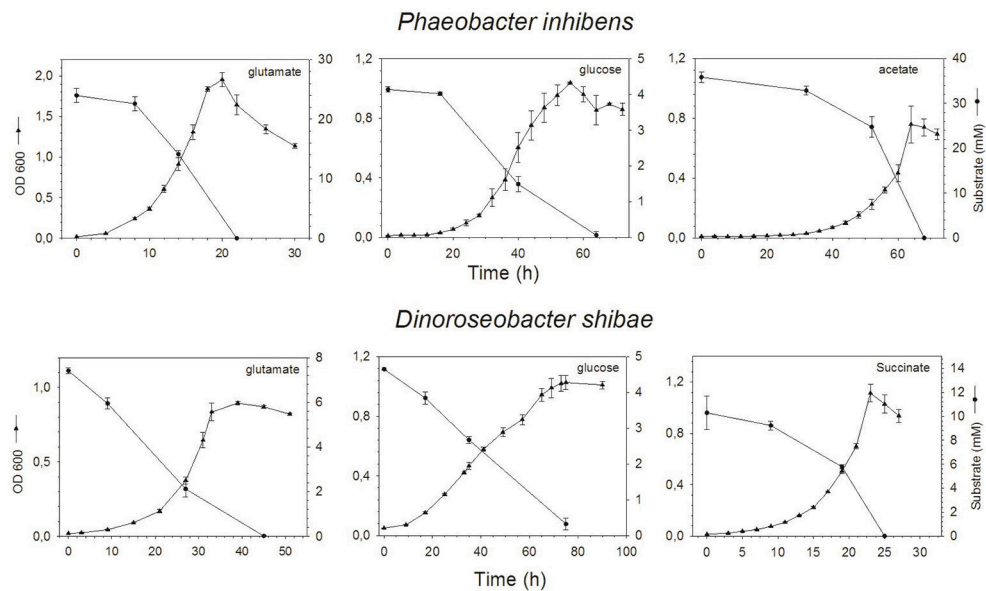 Phaeobacter inhibens
glutamate
glucose
acetate
2,0
1,5
1,0
0,5
0,0
30
20
10
0
1,2
0,8
0,4
0,0
5
4
3
2
1
0
1,2
0,8
0,4
0,0
40
30
20
10
0
OD 600
Substrate (mM)
0 10 20 30
0 20 40 60
0 20 40 60
Time (h)
Dinoroseobacter shibae
glutamate
glucose
Succinate
1,0
0,5
0,0
8
6
4
2
0
1,2
0,8
0,4
0,0
5
4
3
2
1
0
1,2
0,8
0,4
0,0
14
12
10
8
6
4
2
0
OD 600
Substrate (mM)
0 10 20 30 40 50
0 20 40 60 80 100
0 5 10 15 20 25 30
Time (h)